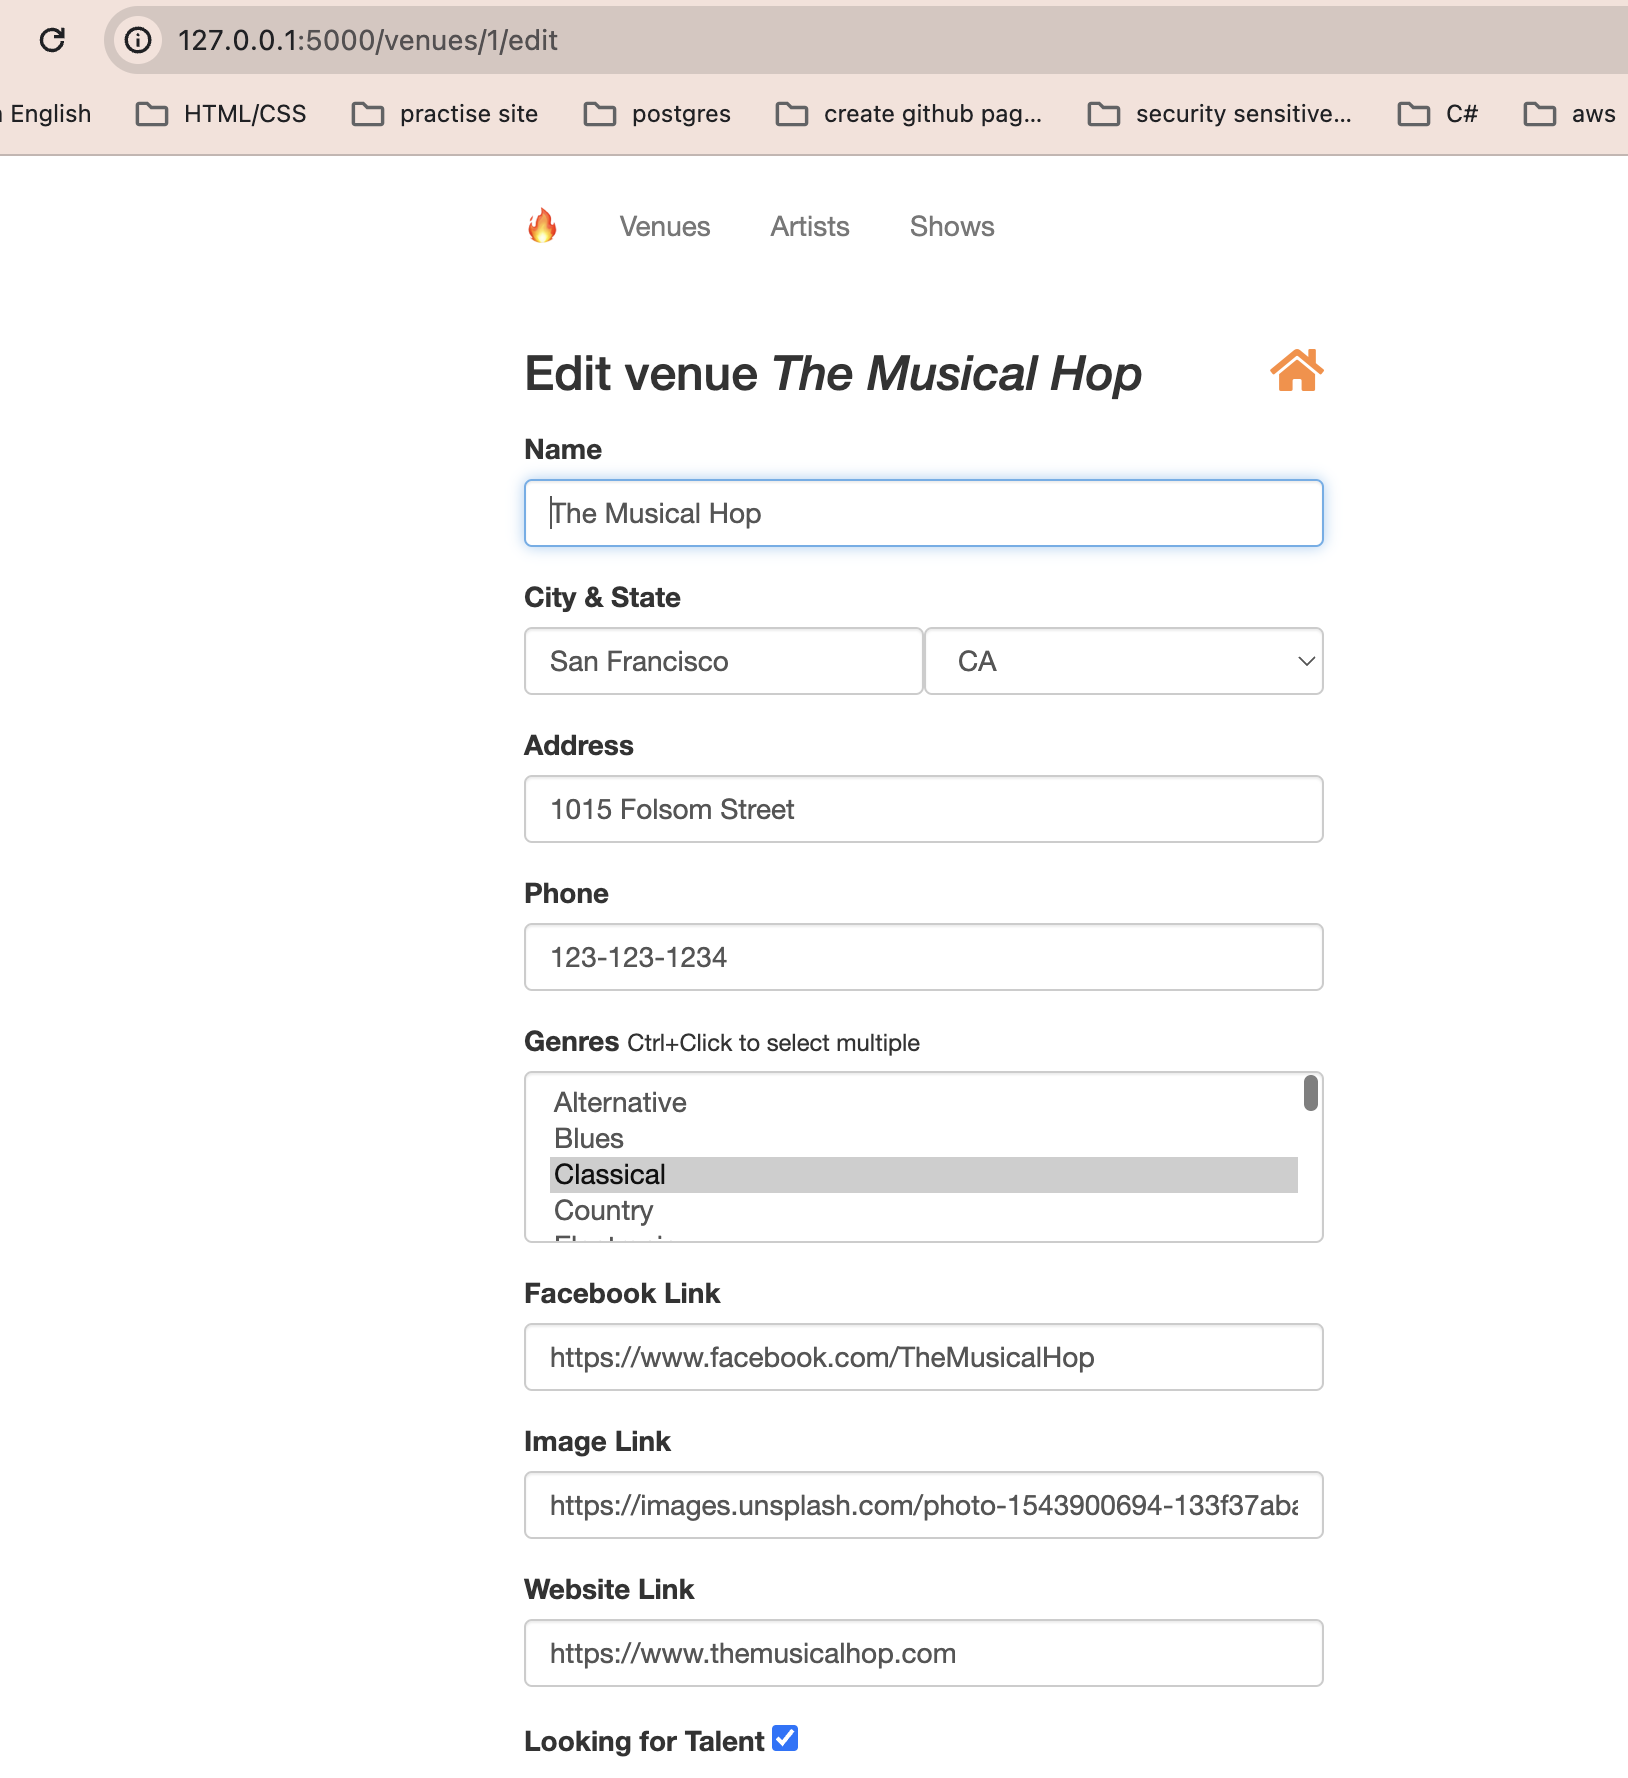 127.0.0.1:5000/venues/1/edit
English HTML/CSS practise site postgres create github pag... security sensitive... C# aws
Venues Artists Shows
Edit venue The Musical Hop
Name
The Musical Hop
City & State
San Francisco CA
Address
1015 Folsom Street
Phone
123-123-1234
Genres Ctrl+Click to select multiple
Alternative
Blues
Classical
Country
Facebook Link
https://www.facebook.com/TheMusicalHop
Image Link
https://images.unsplash.com/photo-1543900694-133f37aba
Website Link
https://www.themusicalhop.com
Looking for Talent